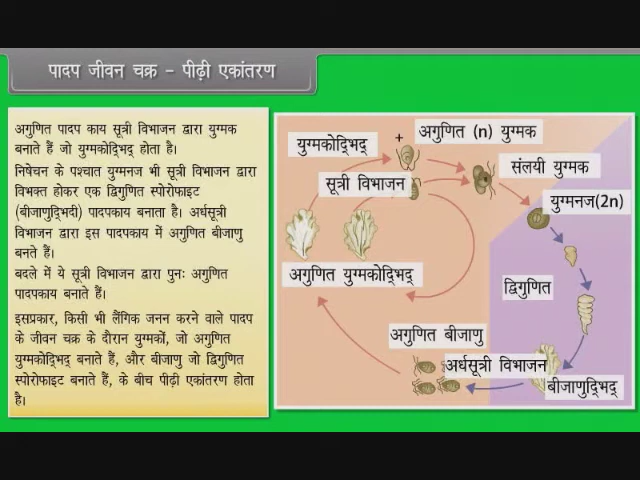 पादप जीवन चक्र – पीढ़ी एकांतरण
अगुणित पादप काय सूत्री विभाजन द्वारा युग्मक
बनाते हैं जो युग्मकोद्भिद् होता है।
निषेचन के पश्चात युग्मनज भी सूत्री विभाजन द्वारा
विभक्त होकर एक द्विगुणित स्पोरोफाइट
(बीजाणुद्भिदी) पादपकाय बनाता है। अर्धसूत्री
विभाजन द्वारा इस पादपकाय में अगुणित बीजाणु
बनते हैं।
बदले में ये सूत्री विभाजन द्वारा पुनः अगुणित
पादपकाय बनाते हैं।
इसप्रकार, किसी भी लैंगिक जनन करने वाले पादप
के जीवन चक्र के दौरान युग्मकों, जो अगुणित
युग्मकोद्भिद् बनाते हैं, और बीजाणु जो द्विगुणित
स्पोरोफाइट बनाते हैं, के बीच पीढ़ी एकांतरण होता
है।
युग्मकोद्भिद्
+
अगुणित (n) युग्मक
सूत्री विभाजन
संलयी युग्मक
युग्मनज(2n)
अगुणित युग्मकोद्भिद्
द्विगुणित
अगुणित बीजाणु
अर्धसूत्री विभाजन
बीजाणुद्भिद्